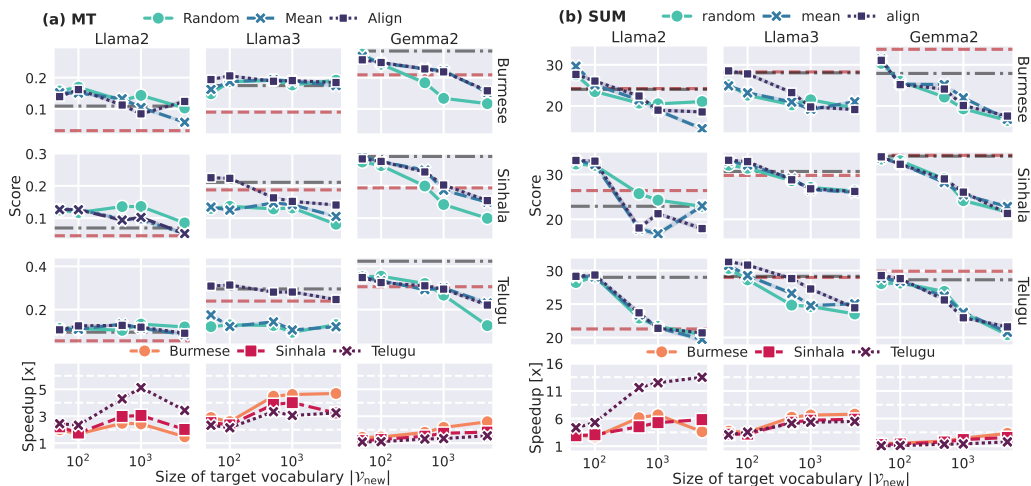 (a) MT
Random Mean Align
Llama2 Llama3 Gemma2
0.2
0.1
Burmese
0.3
0.2
0.1
Score
Sinhala
0.4
0.2
Telugu
Burmese Sinhala Telugu
Speedup [x]
5
3
1
10² 10³ 10² 10³ 10² 10³
Size of target vocabulary |𝒱new|
(b) SUM
random mean align
Llama2 Llama3 Gemma2
30
20
Burmese
30
20
Score
Sinhala
30
25
20
Telugu
Burmese Sinhala Telugu
Speedup [x]
16
11
6
1
10² 10³ 10² 10³ 10² 10³
Size of target vocabulary |𝒱new|